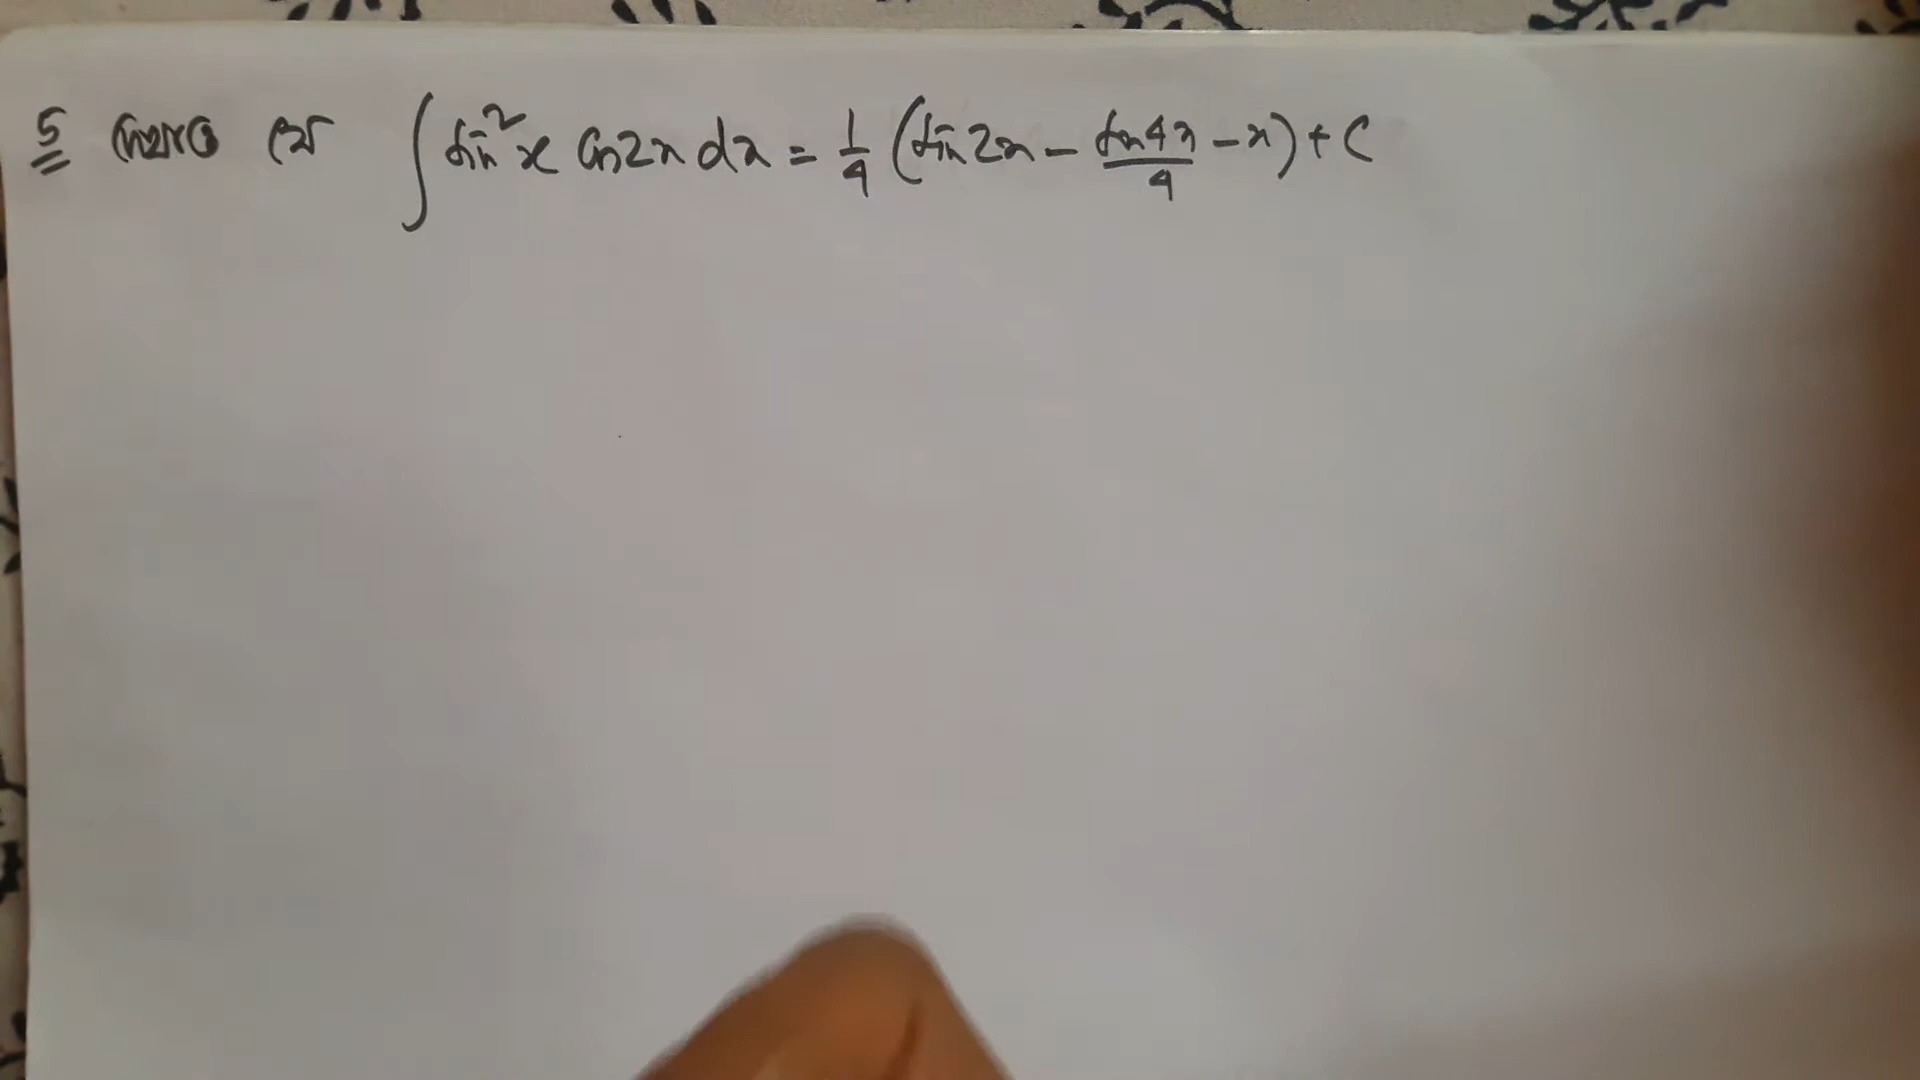 5 দেখাও যে ∫ sin²x cos2x dx = 1/4 (sin2x - sin4x/4 - x) + C